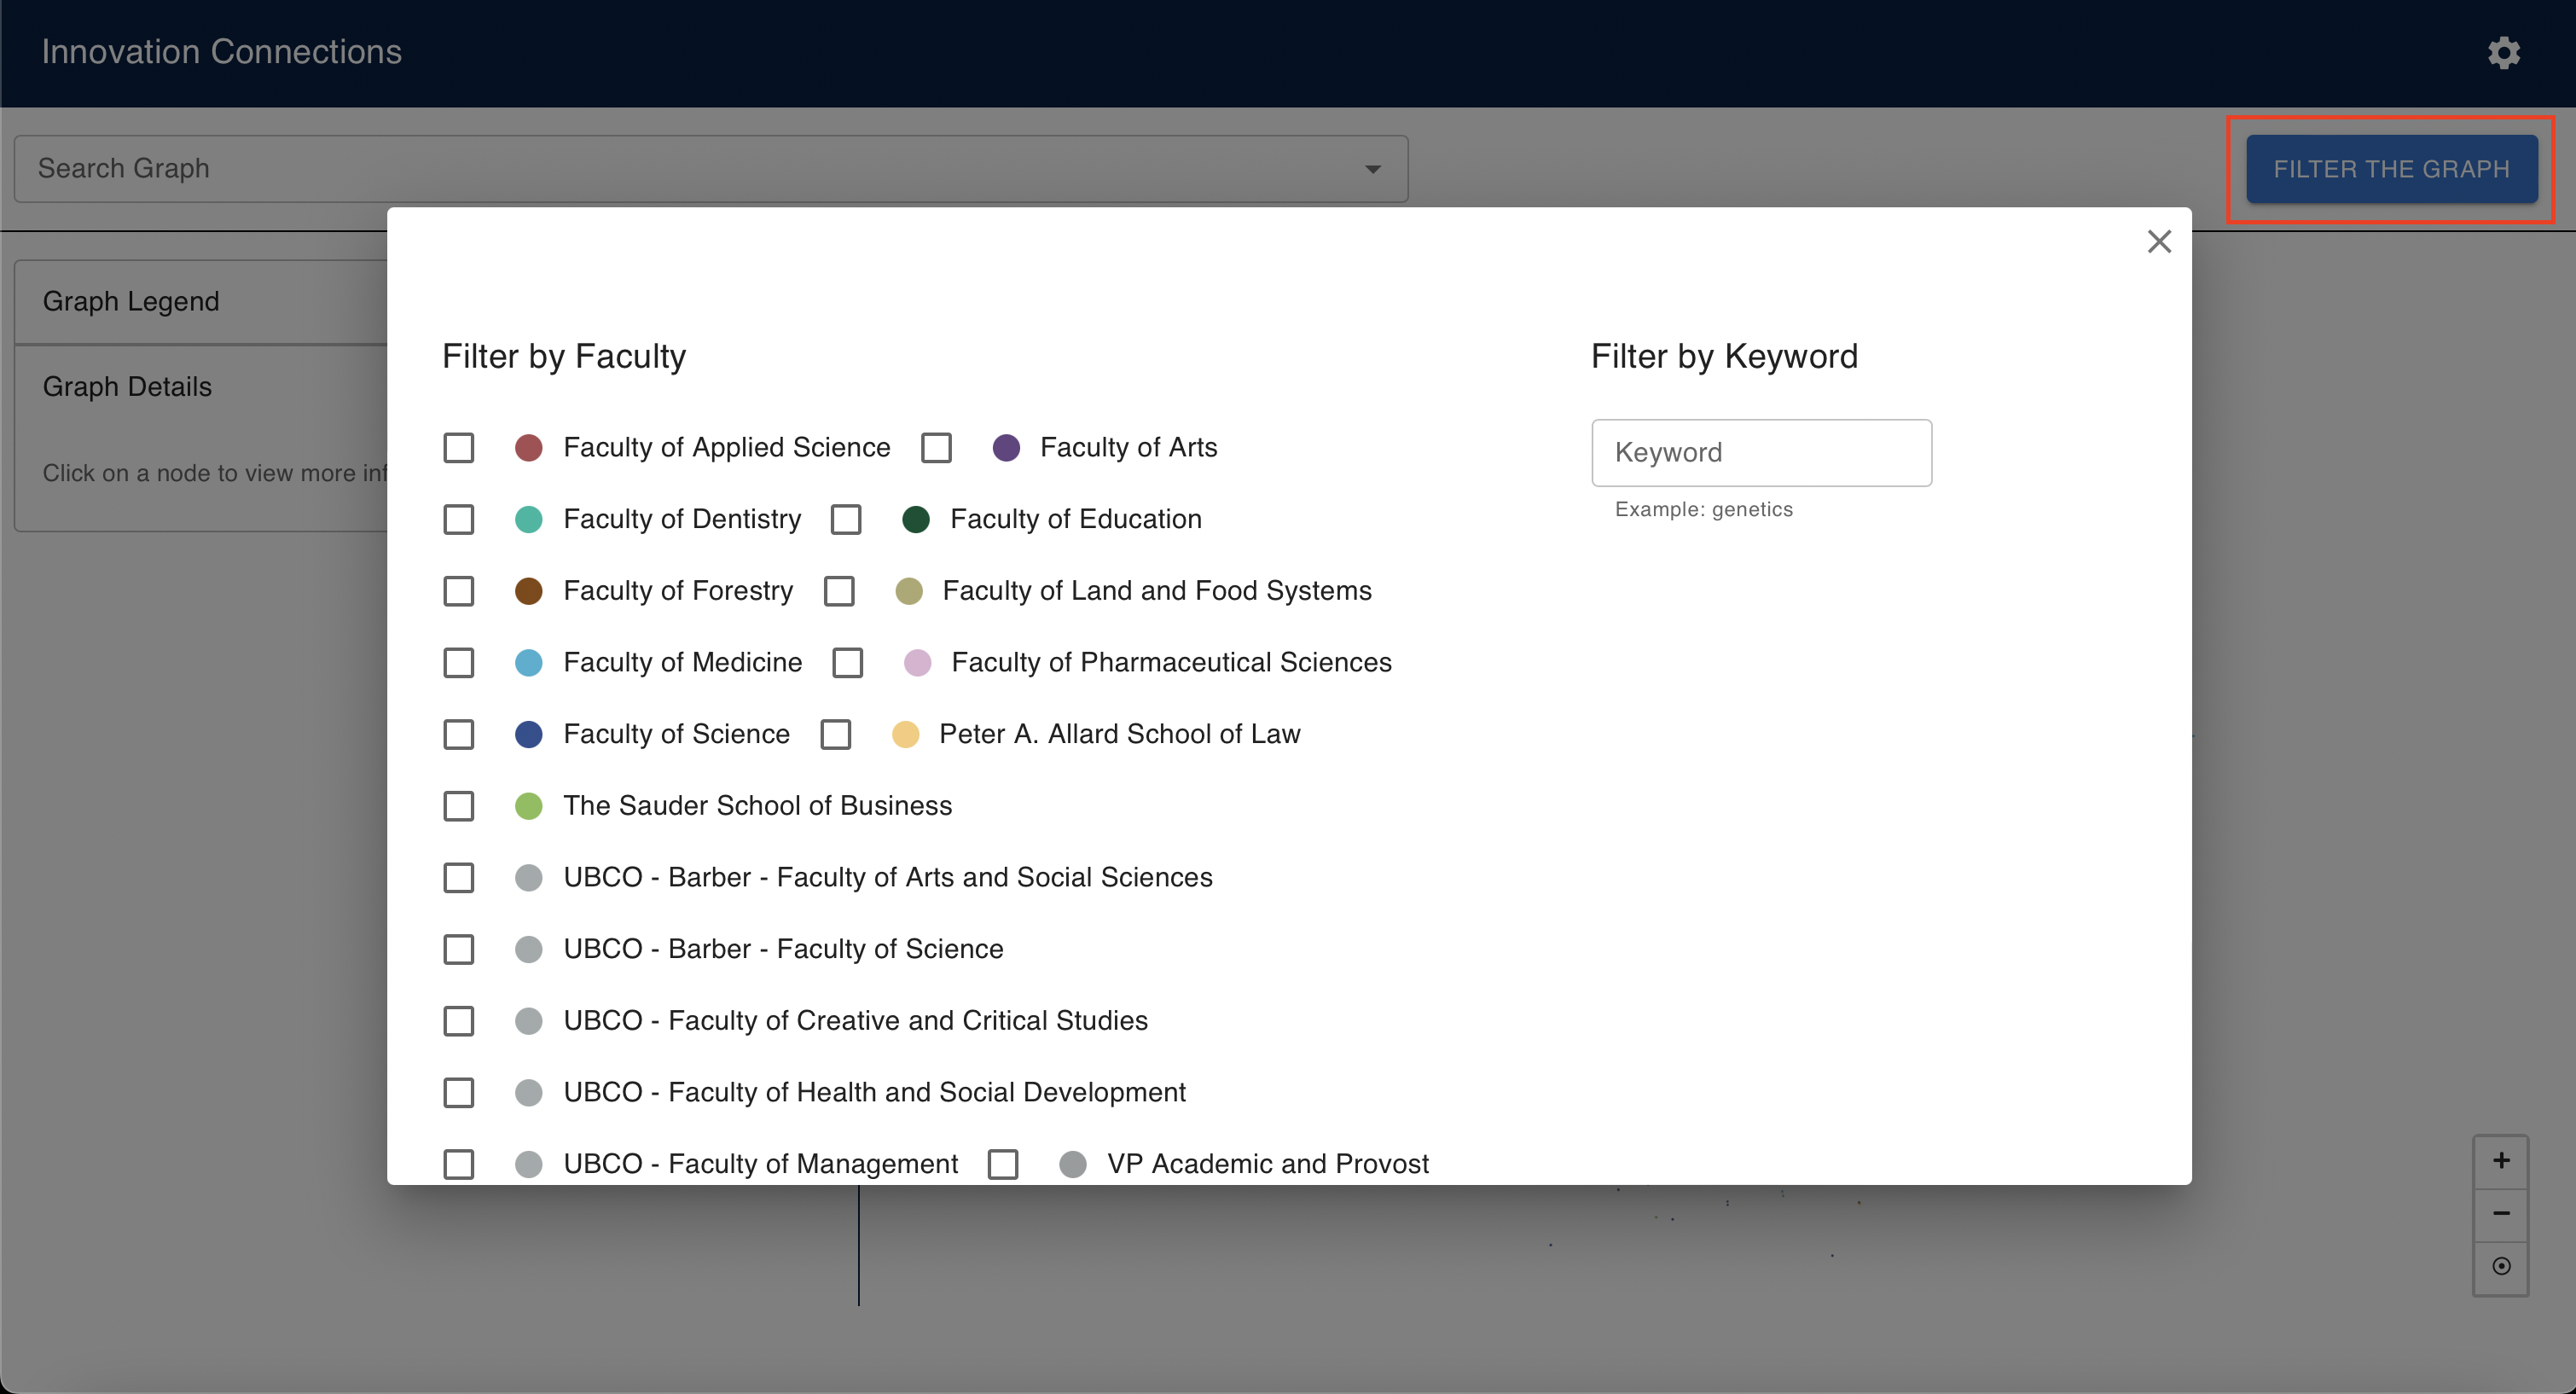 Innovation Connections
Search Graph
FILTER THE GRAPH
Graph Legend
Graph Details
Click on a node to view more
Filter by Faculty
Faculty of Applied Science
Faculty of Arts
Faculty of Dentistry
Faculty of Education
Faculty of Forestry
Faculty of Land and Food Systems
Faculty of Medicine
Faculty of Pharmaceutical Sciences
Faculty of Science
Peter A. Allard School of Law
The Sauder School of Business
UBCO - Barber - Faculty of Arts and Social Sciences
UBCO - Barber - Faculty of Science
UBCO - Faculty of Creative and Critical Studies
UBCO - Faculty of Health and Social Development
UBCO - Faculty of Management
VP Academic and Provost
Filter by Keyword
Keyword
Example: genetics